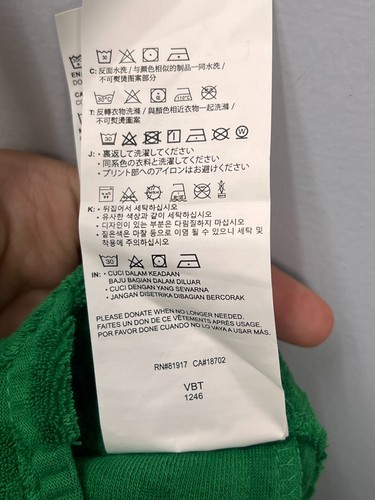 C: 反面水洗 / 与颜色相似的制品一同水洗 /
不可熨烫图案部分
T: 反轉衣物洗滌 / 與顏色相近衣物一起洗滌 /
不可熨燙圖案
J: • 裏返して洗濯してください
• 同系色の衣料と洗濯してください
• プリント部へのアイロンはお避けください
K: • 뒤집어서 세탁하십시오
• 유사한 색상과 같이 세탁하십시오
• 디자인이 있는 부분은 다림질하지 마십시오
• 짙은색은 마찰 등으로 이염 될 수 있으니 세탁 및
착용에 주의하십시오
IN: • CUCI DALAM KEADAAN
BAJU BAGIAN DALAM DILUAR
• CUCI DENGAN YANG SEWARNA
• JANGAN DISETRIKA DIBAGIAN BERCORAK
PLEASE DONATE WHEN NO LONGER NEEDED.
FAITES UN DON DE CE VÊTEMENTS APRÈS USAGE.
POR FAVOR DONE CUANDO NO LO VAYA A USAR MÁS.
RN#81917 CA#18702
VBT
1246